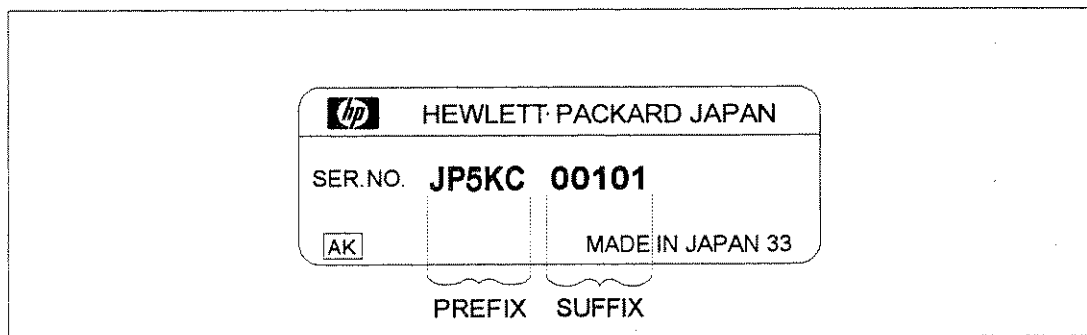 hp HEWLETT·PACKARD JAPAN
SER.NO. JP5KC 00101
AK MADE IN JAPAN 33
PREFIX SUFFIX